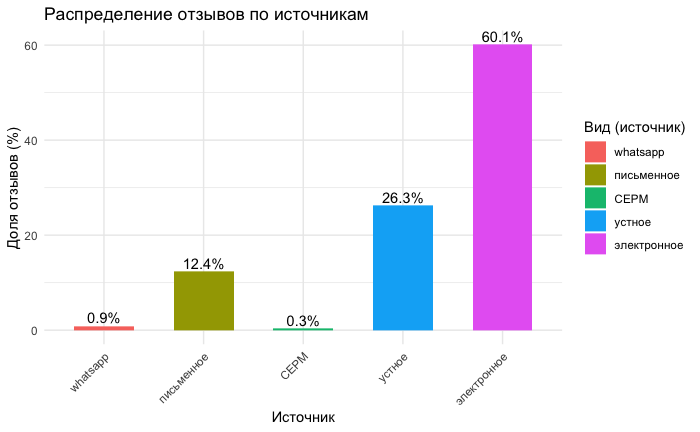 Распределение отзывов по источникам
Доля отзывов (%)
60
40
20
0
0.9%
12.4%
0.3%
26.3%
60.1%
whatsapp
письменное
СЕРМ
устное
электронное
Источник
Вид (источник)
whatsapp
письменное
СЕРМ
устное
электронное